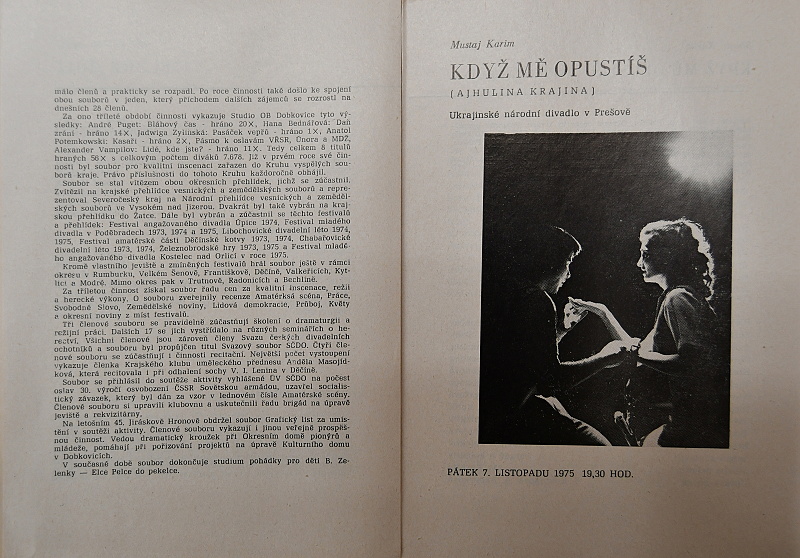 málo členů a prakticky se rozpadl. Po roce činnosti také došlo ke spojení
obou souborů v jeden, který příchodem dalších zájemců se rozrostl na
dnešních 28 členů.
Za ono tříleté období činnosti vykazuje Studio OB Dobkovice tyto vý-
sledky: André Puget: Bláhový čas - hráno 20X, Hana Bednářová: Daň
zrání - hráno 14X, Jadwiga Żylinska: Pasáček vepřů - hráno 1X, Anatol
Potemkowski: Kasaři - hráno 2X, Pásmo k oslavám VŘSR, Února a MDŽ,
Alexander Vampilov: Lidé, kde jste? - hráno 11X. Tedy celkem 8 titulů
hraných 56X s celkovým počtem diváků 7.678. Již v prvním roce své čin-
nosti byl soubor pro kvalitní inscenaci zařazen do Kruhu vyspělých sou-
borů kraje. Právo příslušnosti do tohoto Kruhu každoročně obhájil.
Soubor se stal vítězem obou okresních přehlídek, jichž se zúčastnil.
Zvítězil na krajské přehlídce vesnických a zemědělských souborů a repre-
zentoval Severočeský kraj na Národní přehlídce vesnických a zeměděl-
ských souborů ve Vysokém nad Jizerou. Dvakrát byl také vybrán na kraj-
skou přehlídku do Žatce. Dále byl vybrán a zúčastnil se těchto festivalů
a přehlídek: Festival angažovaného divadla Úpice 1974, Festival mladého
divadla v Poděbradech 1973, 1974 a 1975, Libochovické divadelní léto 1974,
1975, Festival amatérské části Děčínské kotvy 1973, 1974, Chabařovické
divadelní léto 1973, 1974, Železnobrodské hry 1973, 1975 a Festival mladé-
ho angažovaného divadla Kostelec nad Orlicí v roce 1975.
Kromě vlastního jeviště a zmíněných festivalů hrál soubor ještě v rámci
okresu v Rumburku, Velkém Šenově, Františkově, Děčíně, Valkeřicích, Kyt-
lici a Modré. Mimo okres pak v Trutnově, Radonicích a Bechlíně.
Za tříletou činnost získal soubor řadu cen za kvalitní inscenace, režii
a herecké výkony. O souboru zveřejnily recenze Amatérská scéna, Práce,
Svobodné Slovo, Zemědělské noviny, Lidová demokracie, Průboj, Květy
a okresní noviny z míst festivalů.
Tři členové souboru se pravidelně zúčastňují školení o dramaturgii a
režijní práci. Dalších 17 se jich vystřídalo na různých seminářích o he-
rectví. Všichni členové jsou zároveň členy Svazu českých divadelních
ochotníků a souboru byl propůjčen titul Svazový soubor SČDO. Čtyři čle-
nové souboru se zúčastňují i činnosti recitační. Největší počet vystoupení
vykazuje členka Krajského klubu uměleckého přednesu Anděla Masojíd-
ková, která recitovala i při odhalení sochy V. I. Lenina v Děčíně.
Soubor se přihlásil do soutěže aktivity vyhlášené ÚV SČDO na počest
oslav 30. výročí osvobození ČSSR Sovětskou armádou, uzavřel socialis-
tický závazek, který byl dán za vzor v lednovém čísle Amatérské scény.
Členové souboru si upravili klubovnu a uskutečnili řadu brigád na úpravě
jeviště a rekvizitárny.
Na letošním 45. Jiráskově Hronově obdržel soubor Grafický list za umís-
tění v soutěži aktivity. Členové souboru vykazují i jinou veřejně prospěš-
nou činnost. Vedou dramatický kroužek při Okresním domě pionýrů a
mládeže, pomáhají při pořizování projektů na úpravě Kulturního domu
v Dobkovicích.
V současné době soubor dokončuje studium pohádky pro děti B. Ze-
lenky — Elce Pelce do pekelce.
Mustaj Karim
KDYŽ MĚ OPUSTÍŠ
(AJHULINA KRAJINA)
Ukrajinské národní divadlo v Prešově
PÁTEK 7. LISTOPADU 1975 19,30 HOD.